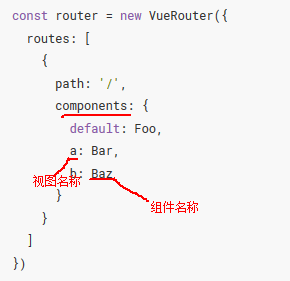 const router = new VueRouter({
  routes: [
    {
      path: '/',
      components: {
        default: Foo,
        a: Bar,
        b: Baz
视图名称
      }
组件名称
    }
  ]
})